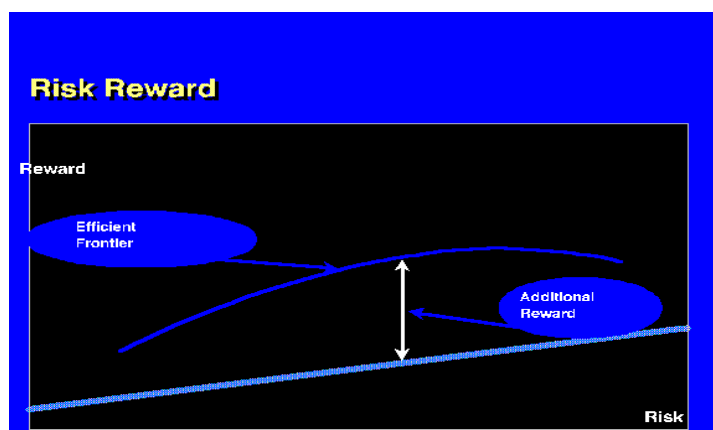 Risk Reward
Reward
Efficient
Frontier
Additional
Reward
Risk